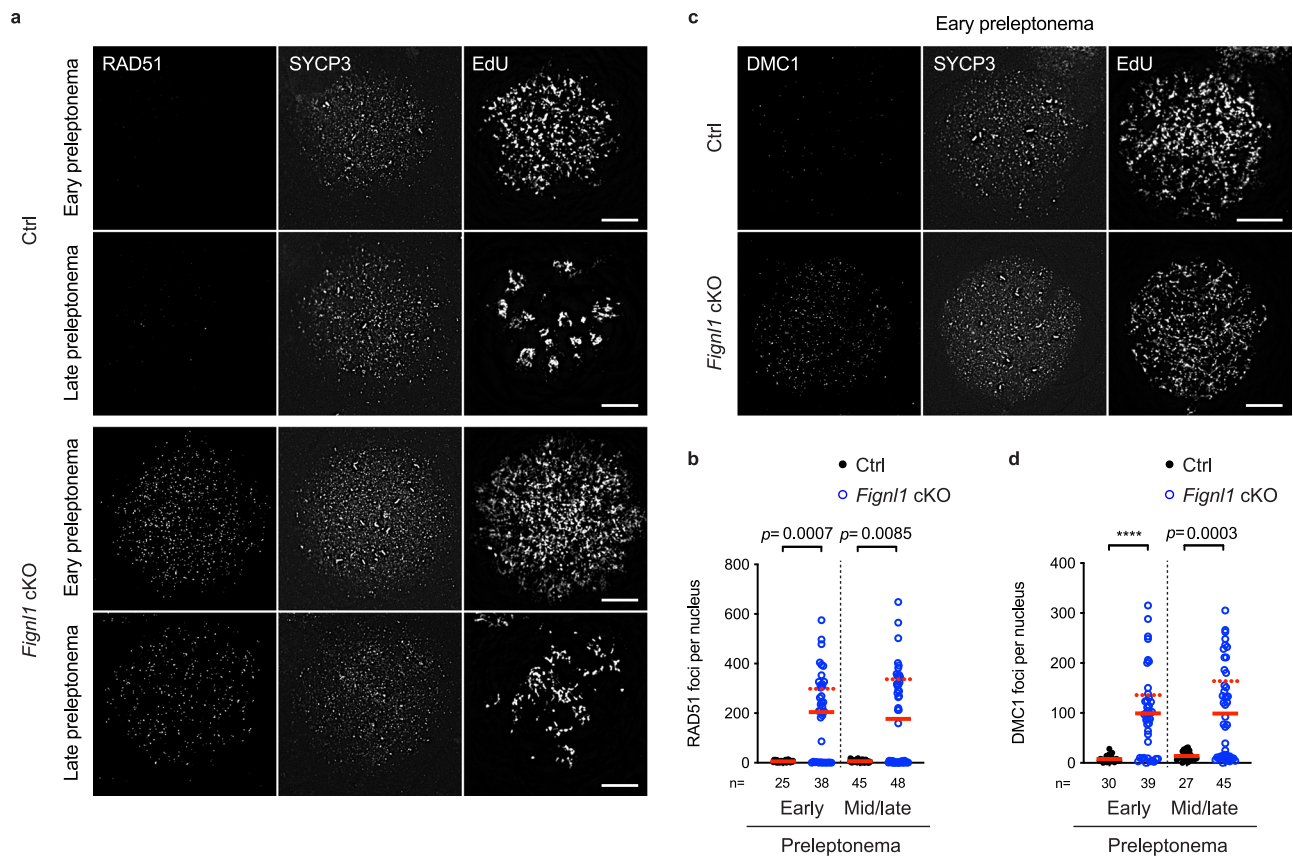 a
RAD51 SYCP3 EdU
Ctrl
Eary preleptonema
Late preleptonema
Fignl1 cKO
Eary preleptonema
Late preleptonema
c
Eary preleptonema
DMC1 SYCP3 EdU
Ctrl
Fignl1 cKO
b
Ctrl
Fignl1 cKO
p= 0.0007 p= 0.0085
RAD51 foci per nucleus
800
600
400
200
0
n= 25 38 45 48
Early Mid/late
Preleptonema
d
Ctrl
Fignl1 cKO
**** p= 0.0003
DMC1 foci per nucleus
400
300
200
100
0
n= 30 39 27 45
Early Mid/late
Preleptonema